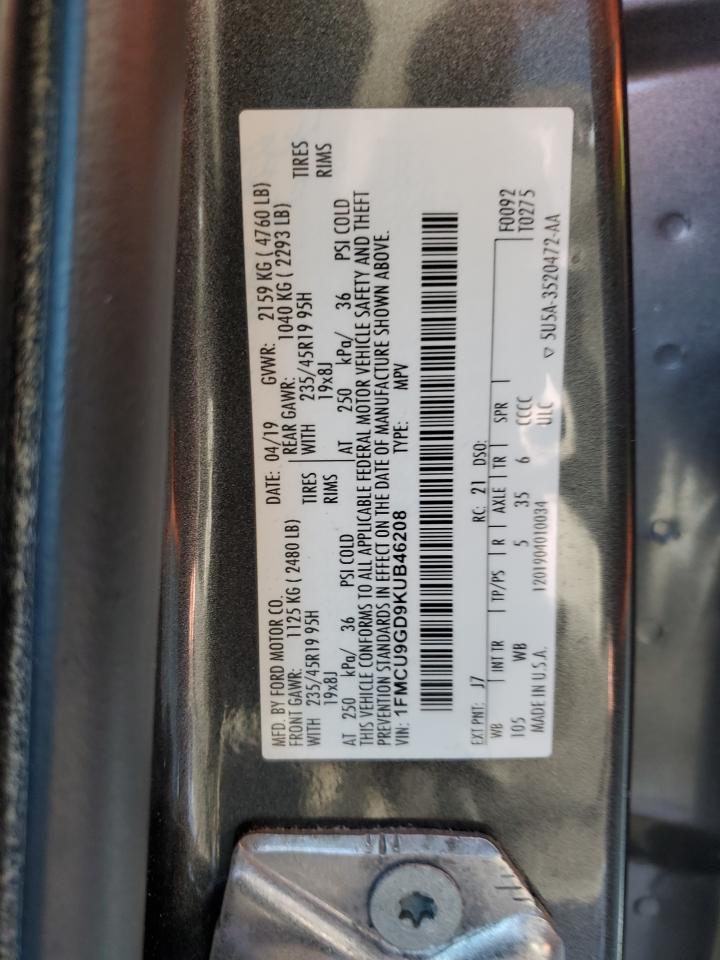 MFD. BY FORD MOTOR CO. DATE: 04/19 GVWR: 2159 KG ( 4760 LB)
FRONT GAWR: 1125 KG ( 2480 LB) REAR GAWR: 1040 KG ( 2293 LB)
WITH 235/45R19 95H TIRES WITH 235/45R19 95H TIRES
19x8J RIMS 19x8J RIMS
AT 250 kPa/ 36 PSI COLD AT 250 kPa/ 36 PSI COLD
THIS VEHICLE CONFORMS TO ALL APPLICABLE FEDERAL MOTOR VEHICLE SAFETY AND THEFT
PREVENTION STANDARDS IN EFFECT ON THE DATE OF MANUFACTURE SHOWN ABOVE.
VIN: 1FMCU9GD9KUB46208 TYPE: MPV
EXT PNT: J7 RC: 21 DSO: F0092
WB INT TR TP/PS R AXLE TR SPR T0275
105 WB 5 35 6 CCCC
MADE IN U.S.A. 1201904010034 UILC ▽ 5U5A-3520472-AA